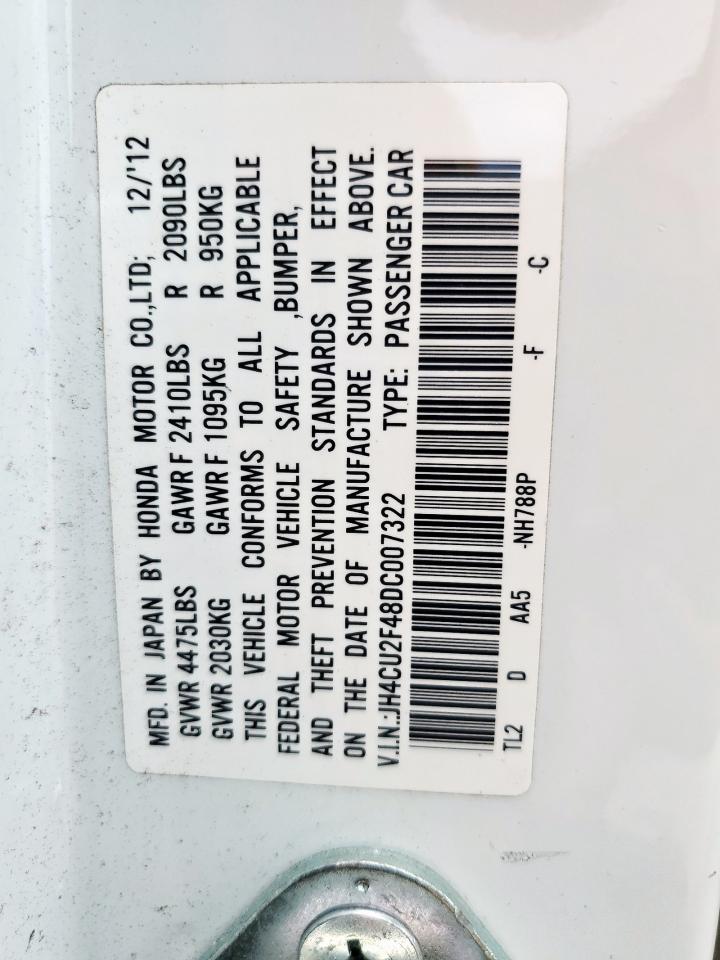 MFD. IN JAPAN BY HONDA MOTOR CO.,LTD; 12/'12
GVWR 4475LBS GAWR F 2410LBS R 2090LBS
GVWR 2030KG GAWR F 1095KG R 950KG
THIS VEHICLE CONFORMS TO ALL APPLICABLE
FEDERAL MOTOR VEHICLE SAFETY ,BUMPER,
AND THEFT PREVENTION STANDARDS IN EFFECT
ON THE DATE OF MANUFACTURE SHOWN ABOVE.
V.I.N.:JH4CU2F48DC007322 TYPE: PASSENGER CAR
TL2 D AA5 -NH788P -F -C